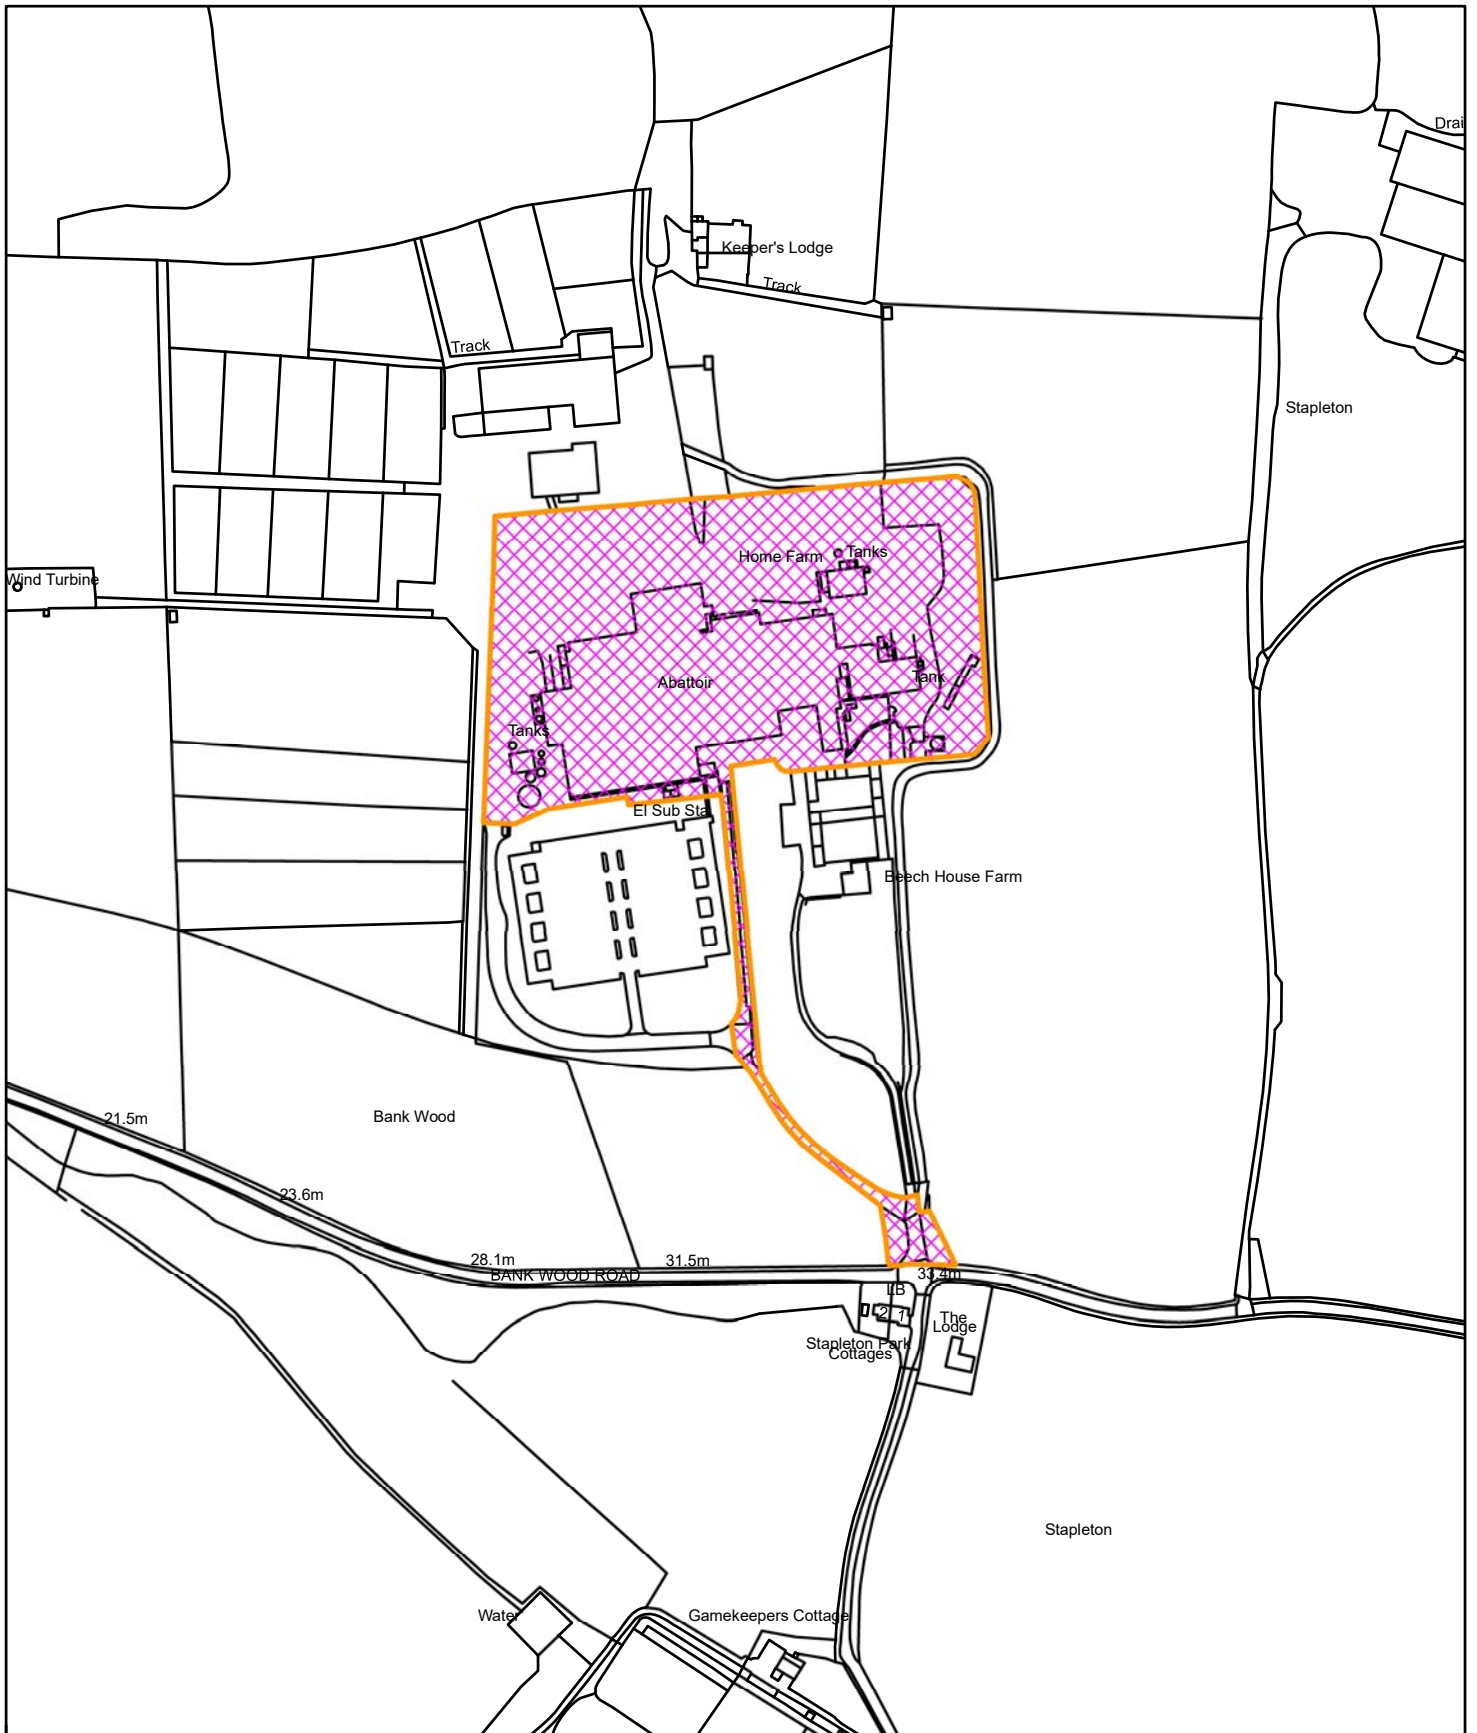 Drai
Keeper's Lodge
Track
Track
Stapleton
Home Farm
Tanks
Wind Turbine
Abattoir
Tank
Tanks
El Sub Sta
Beech House Farm
Bank Wood
21.5m
23.6m
28.1m
31.5m
BANK WOOD ROAD
33.4m
LB
2
1
The
Lodge
Stapleton Park
Cottages
Stapleton
Water
Gamekeepers Cottage